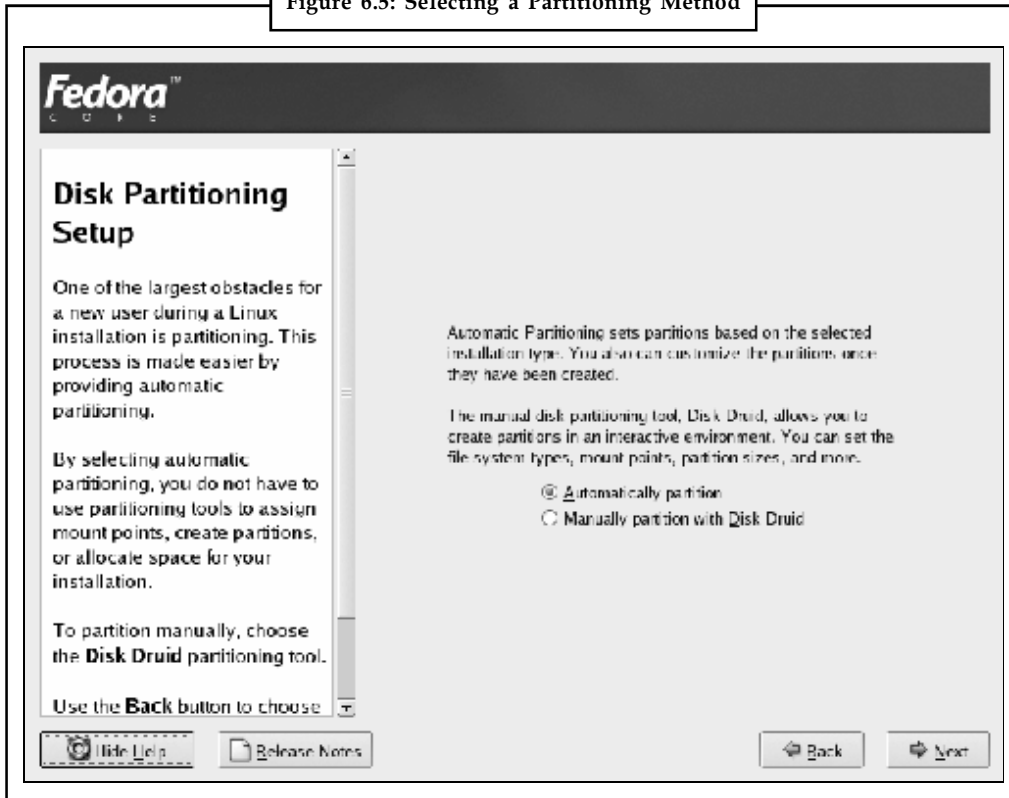 Figure 6.5: Selecting a Partitioning Method
Fedora™
CORE
Disk Partitioning
Setup
One of the largest obstacles for
a new user during a Linux
installation is partitioning. This
process is made easier by
providing automatic
partitioning.
By selecting automatic
partitioning, you do not have to
use partitioning tools to assign
mount points, create partitions,
or allocate space for your
installation.
To partition manually, choose
the Disk Druid partitioning tool.
Use the Back button to choose
Automatic Partitioning sets partitions based on the selected
installation type. You also can customize the partitions once
they have been created.
The manual disk partitioning tool, Disk Druid, allows you to
create partitions in an interactive environment. You can set the
file system types, mount points, partition sizes, and more.
Automatically partition
Manually partition with Disk Druid
Hide Help
Release Notes
Back
Next